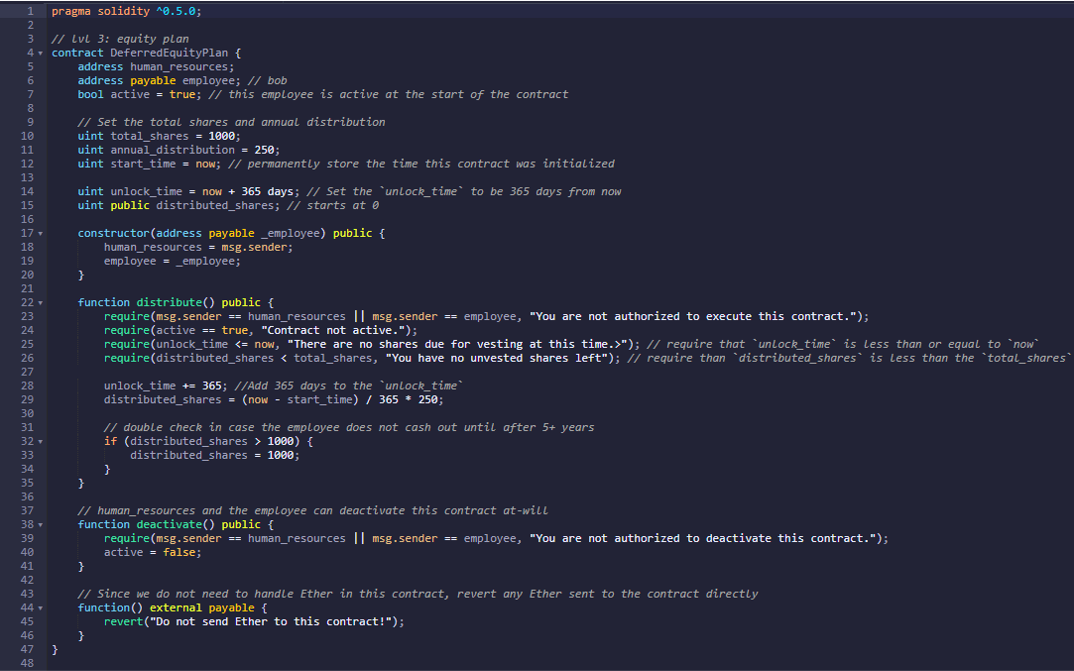 1 pragma solidity ^0.5.0;
2
3 // lvl 3: equity plan
4 contract DeferredEquityPlan {
5 address human_resources;
6 address payable employee; // bob
7 bool active = true; // this employee is active at the start of the contract
8
9 // Set the total shares and annual distribution
10 uint total_shares = 1000;
11 uint annual_distribution = 250;
12 uint start_time = now; // permanently store the time this contract was initialized
13
14 uint unlock_time = now + 365 days; // Set the `unlock_time` to be 365 days from now
15 uint public distributed_shares; // starts at 0
16
17 constructor(address payable _employee) public {
18 human_resources = msg.sender;
19 employee = _employee;
20 }
21
22 function distribute() public {
23 require(msg.sender == human_resources || msg.sender == employee, "You are not authorized to execute this contract.");
24 require(active == true, "Contract not active.");
25 require(unlock_time <= now, "There are no shares due for vesting at this time.>"); // require that `unlock_time` is less than or equal to `now`
26 require(distributed_shares < total_shares, "You have no unvested shares left"); // require than `distributed_shares` is less than the `total_shares`
27
28 unlock_time += 365; //Add 365 days to the `unlock_time`
29 distributed_shares = (now - start_time) / 365 * 250;
30
31 // double check in case the employee does not cash out until after 5+ years
32 if (distributed_shares > 1000) {
33 distributed_shares = 1000;
34 }
35 }
36
37 // human_resources and the employee can deactivate this contract at-will
38 function deactivate() public {
39 require(msg.sender == human_resources || msg.sender == employee, "You are not authorized to deactivate this contract.");
40 active = false;
41 }
42
43 // Since we do not need to handle Ether in this contract, revert any Ether sent to the contract directly
44 function() external payable {
45 revert("Do not send Ether to this contract!");
46 }
47 }
48